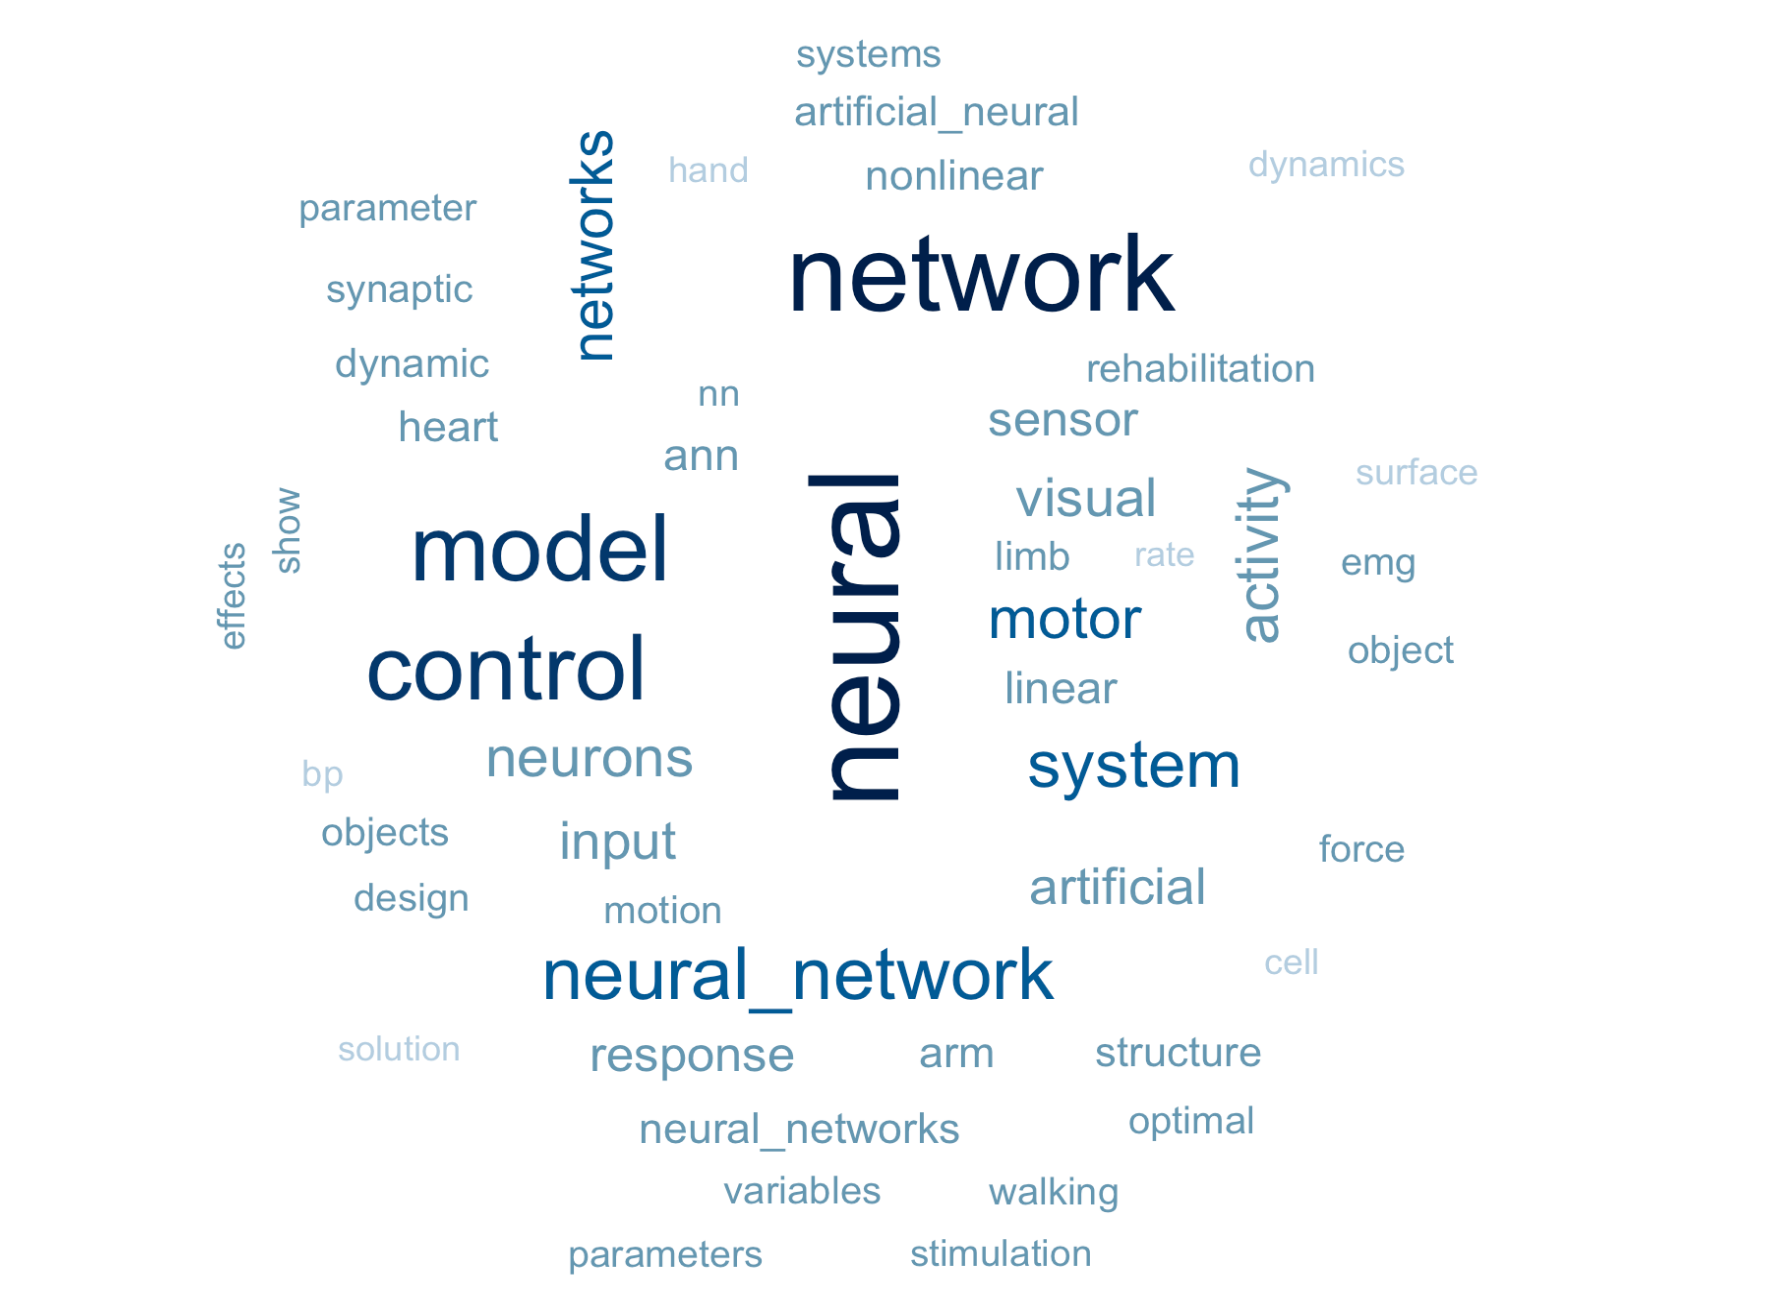 systems
artificial_neural
networks
hand
nonlinear
dynamics
parameter
network
synaptic
dynamic
rehabilitation
nn
sensor
heart
ann
activity
surface
neural
visual
show
model
limb
rate
emg
effects
motor
object
control
linear
neurons
system
bp
objects
input
force
design
motion
artificial
neural_network
cell
solution
response
arm
structure
neural_networks
optimal
variables
walking
parameters
stimulation